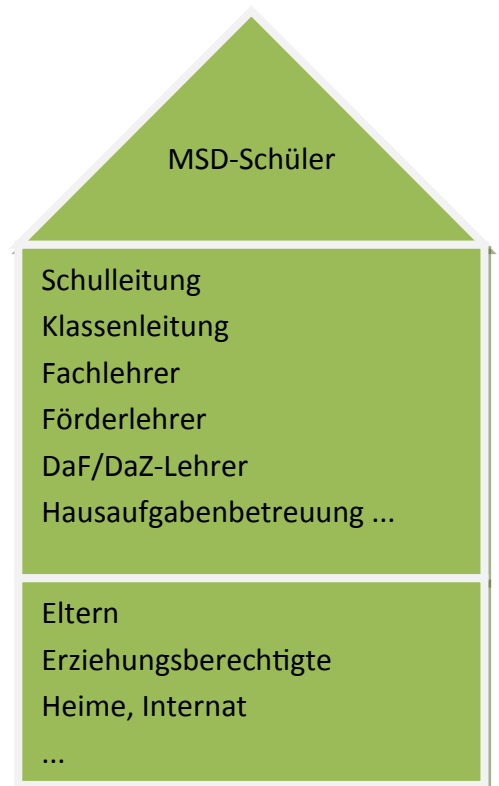 MSD-Schüler
Schulleitung
Klassenleitung
Fachlehrer
Förderlehrer
DaF/DaZ-Lehrer
Hausaufgabenbetreuung ...
Eltern
Erziehungsberechtigte
Heime, Internat
...